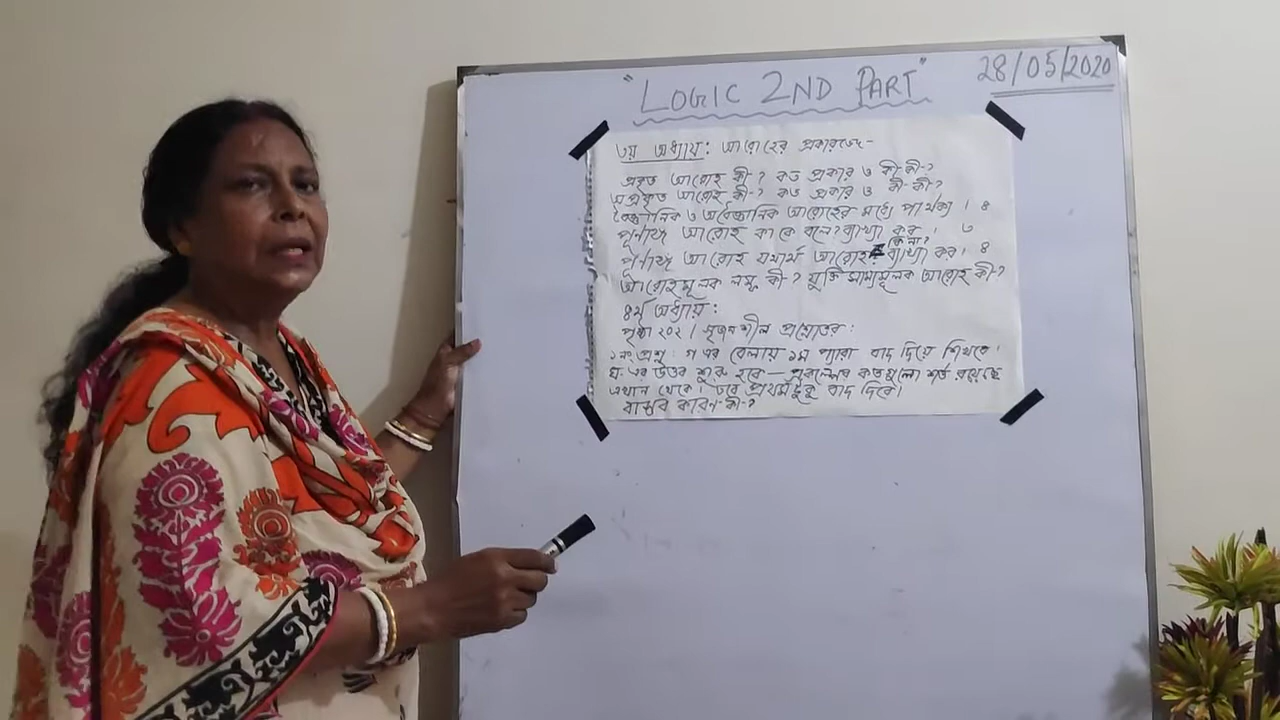 "LOGIC 2ND PART"
28/05/2020
৩য় অধ্যায়: আরোহের প্রকারভেদ-
প্রকৃত আরোহ কী? কত প্রকার ও কী-কী-?
অপ্রকৃত আরোহ কী-? কত প্রকার ও কী-কী?
বৈজ্ঞানিক ও অবৈজ্ঞানিক আরোহের মধ্যে পার্থক্য । ৪
পূর্ণাঙ্গ আরোহ কাকে বলে? ব্যাখ্যা কর । ৩
কি না?
পূর্ণাঙ্গ আরোহ যথার্থ আরোহ ব্যাখ্যা কর। ৪
আরোহমূলক লম্ফ কী-? যুক্তি সাম্যমূলক আরোহ কী-?
৪র্থ অধ্যায়:
পৃষ্ঠা ২০২ । সৃজনশীল প্রশ্নোত্তর:
১নং প্রশ্ন: গ এর বেলায় ১ম প্যারা বাদ দিয়ে শিখবে।
ঘ. এর উত্তর শুরু হবে— পূরণের কতগুলো শর্ত রয়েছে
এখান থেকে। তবে প্রথমটুকু বাদ দিবে।
বাস্তব কারণ-কী-?